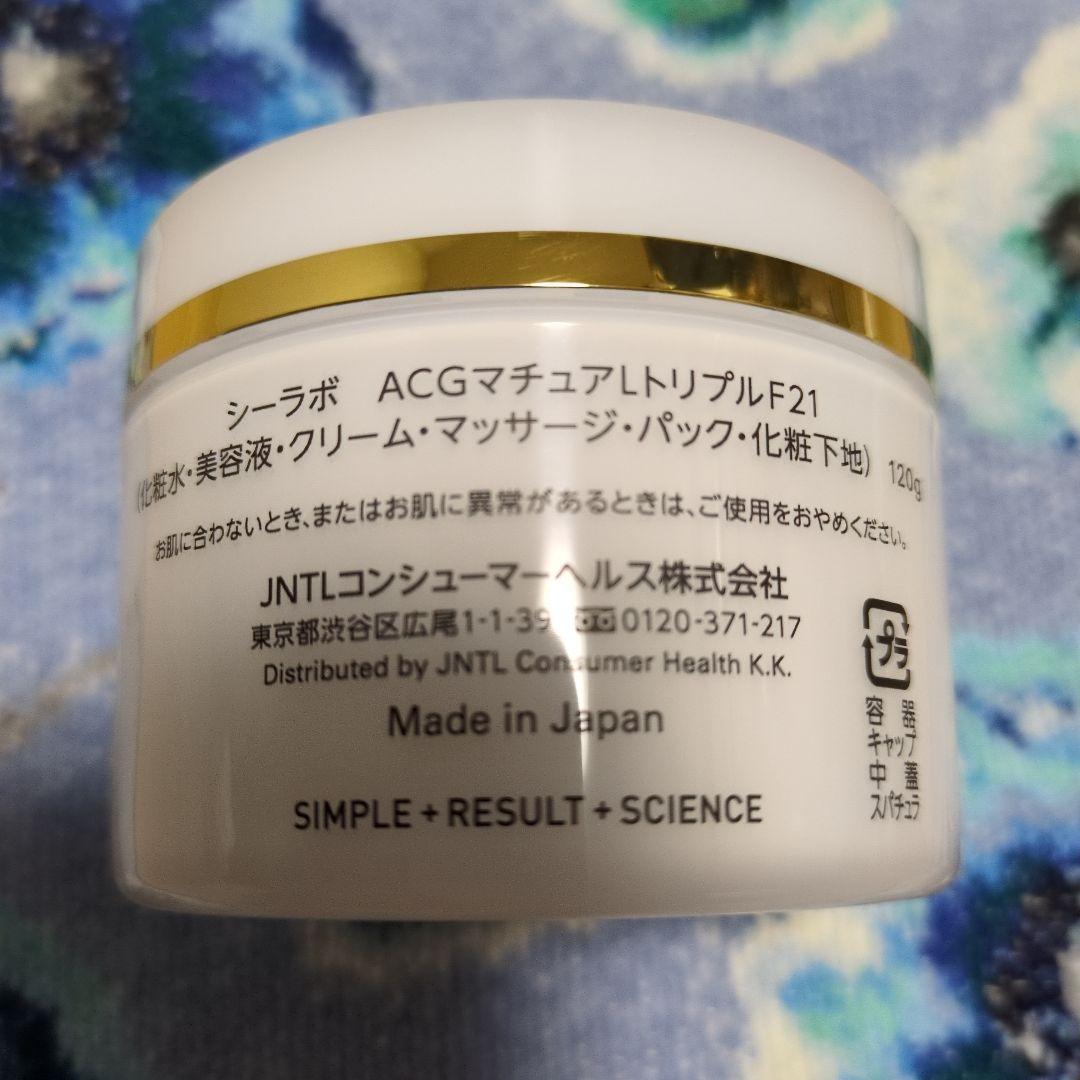 シーラボ ACGマチュアLトリプルF21
(化粧水・美容液・クリーム・マッサージ・パック・化粧下地) 120g
お肌に合わないとき、またはお肌に異常があるときは、ご使用をおやめください。
JNTLコンシューマーヘルス株式会社
東京都渋谷区広尾1-1-39 0120-371-217
Distributed by JNTL Consumer Health K.K.
Made in Japan
SIMPLE + RESULT + SCIENCE
プラ
容器
キャップ
中蓋
スパチュラ